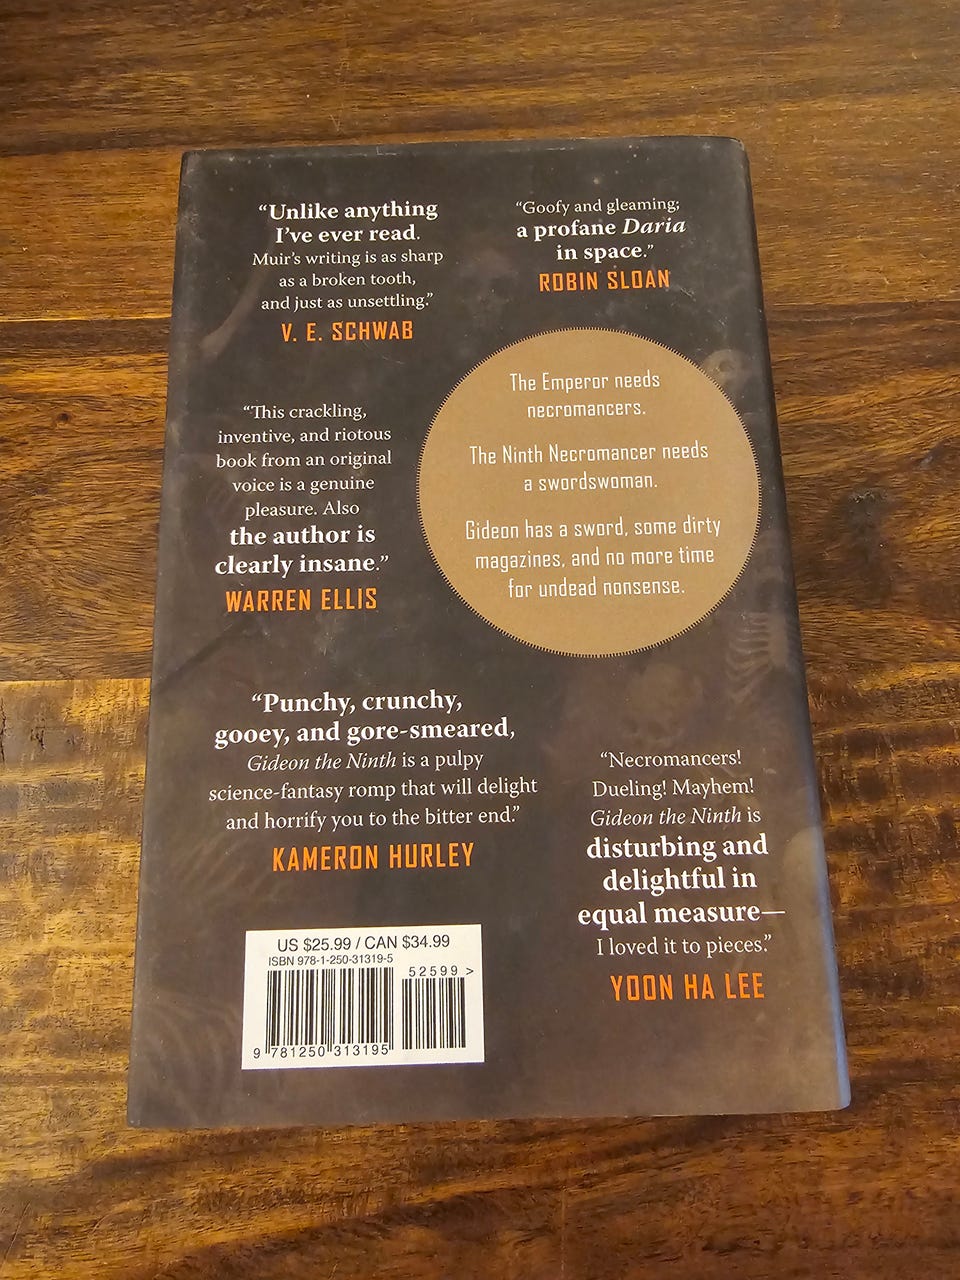 “Unlike anything
I’ve ever read.
Muir’s writing is as sharp
as a broken tooth,
and just as unsettling.”
V. E. SCHWAB
“Goofy and gleaming;
a profane Daria
in space.”
ROBIN SLOAN
The Emperor needs
necromancers.
The Ninth Necromancer needs
a swordswoman.
Gideon has a sword, some dirty
magazines, and no more time
for undead nonsense.
“This crackling,
inventive, and riotous
book from an original
voice is a genuine
pleasure. Also
the author is
clearly insane.”
WARREN ELLIS
“Punchy, crunchy,
gooey, and gore-smeared,
Gideon the Ninth is a pulpy
science-fantasy romp that will delight
and horrify you to the bitter end.”
KAMERON HURLEY
“Necromancers!
Dueling! Mayhem!
Gideon the Ninth is
disturbing and
delightful in
equal measure—
I loved it to pieces.”
YOON HA LEE
US $25.99 / CAN $34.99
ISBN 978-1-250-31319-5
52599 >
9 781250 313195